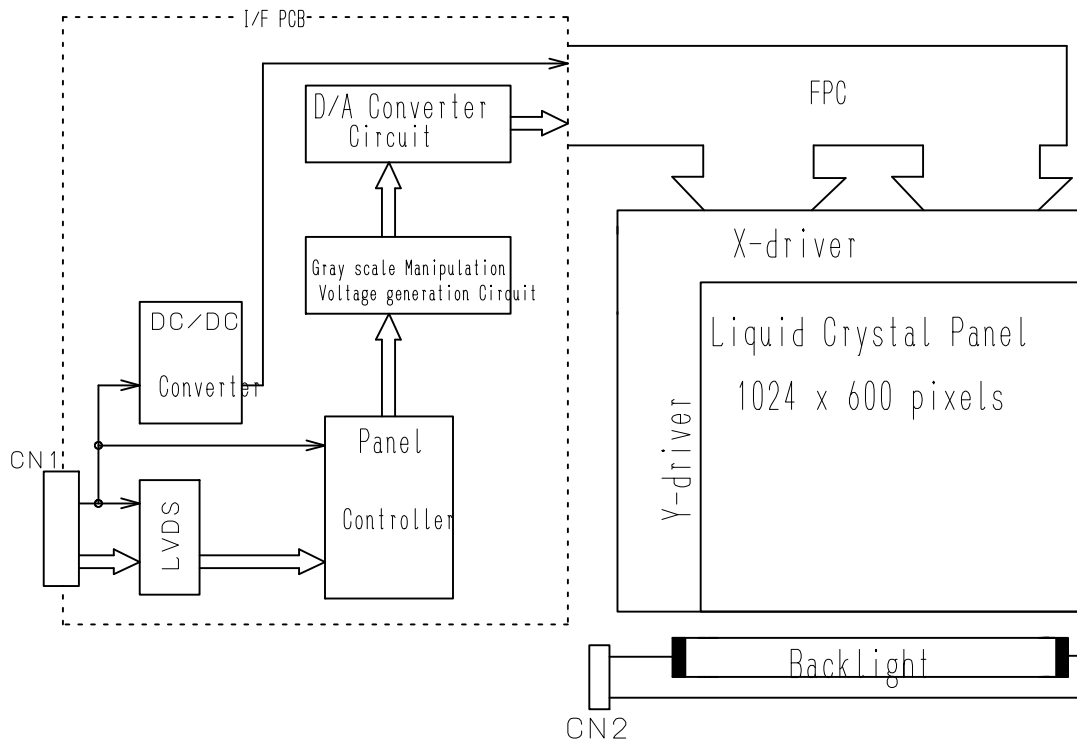 I/F PCB
D/A Converter
Circuit
FPC
Gray scale Manipulation
Voltage generation Circuit
X-driver
DC/DC
Converter
Liquid Crystal Panel
1024 x 600 pixels
Y-driver
Panel
Controller
CN1
LVDS
Backlight
CN2